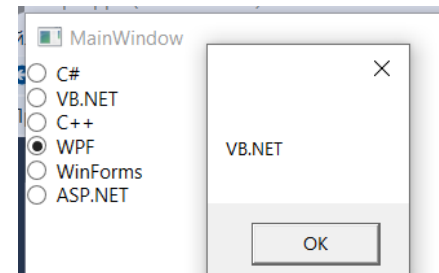 MainWindow
C#
VB.NET
C++
WPF
WinForms
ASP.NET
VB.NET
OK